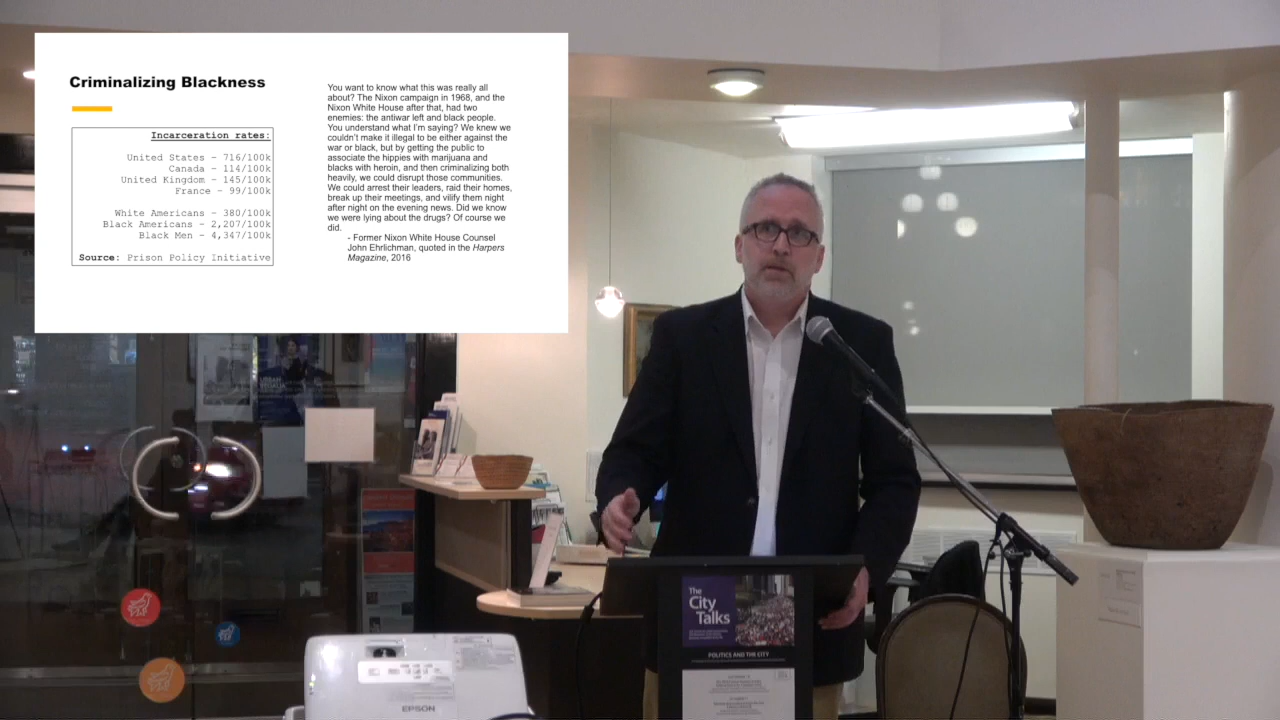 Criminalizing Blackness
Incarceration rates:
United States – 716/100k
Canada – 114/100k
United Kingdom – 145/100k
France – 99/100k
White Americans – 380/100k
Black Americans – 2,207/100k
Black Men – 4,347/100k
Source: Prison Policy Initiative
You want to know what this was really all
about? The Nixon campaign in 1968, and the
Nixon White House after that, had two
enemies: the antiwar left and black people.
You understand what I'm saying? We knew we
couldn't make it illegal to be either against the
war or black, but by getting the public to
associate the hippies with marijuana and
blacks with heroin, and then criminalizing both
heavily, we could disrupt those communities.
We could arrest their leaders, raid their homes,
break up their meetings, and vilify them night
after night on the evening news. Did we know
we were lying about the drugs? Of course we
did.
- Former Nixon White House Counsel
John Ehrlichman, quoted in the Harpers
Magazine, 2016
The
City
Talks
POLITICS AND THE CITY
EPSON